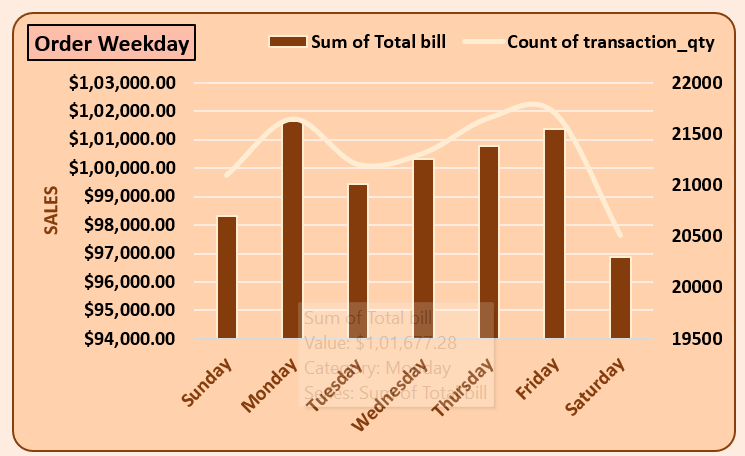 Order Weekday
Sum of Total bill
Count of transaction_qty
$1,03,000.00
$1,02,000.00
$1,01,000.00
$1,00,000.00
$99,000.00
$98,000.00
$97,000.00
$96,000.00
$95,000.00
$94,000.00
SALES
22000
21500
21000
20500
20000
19500
Sunday
Monday
Tuesday
Wednesday
Thursday
Friday
Saturday
Sum of Total bill
Value: $1,01,677.28
Category: Monday
Series: Sum of Total bill